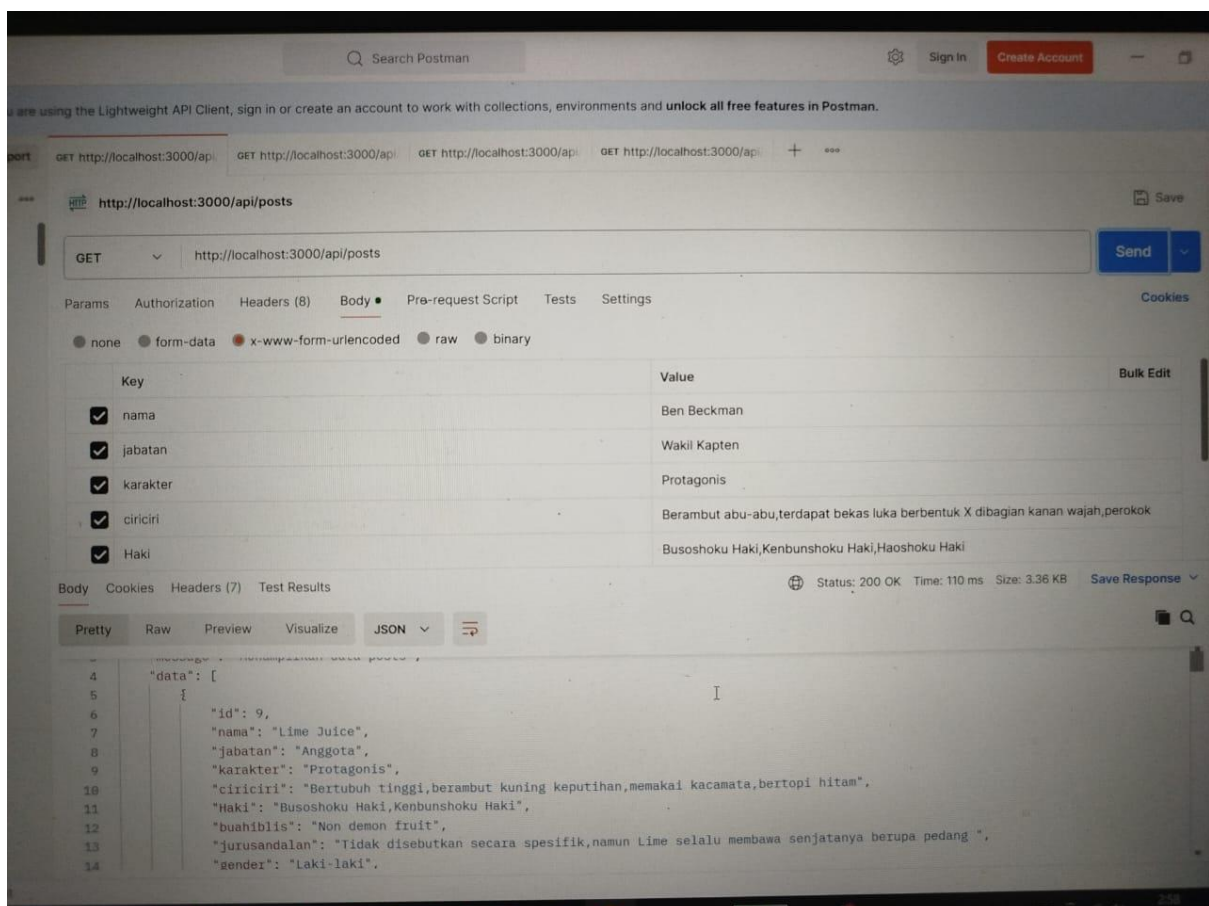 Search Postman
Sign In
Create Account
u are using the Lightweight API Client, sign in or create an account to work with collections, environments and unlock all free features in Postman.
port
GET http://localhost:3000/api
GET http://localhost:3000/api
GET http://localhost:3000/api
GET http://localhost:3000/ap
HTTP http://localhost:3000/api/posts
Save
GET
http://localhost:3000/api/posts
Send
Params Authorization Headers (8) Body Pre-request Script Tests Settings
Cookies
none form-data x-www-form-urlencoded raw binary
Key Value Bulk Edit
nama Ben Beckman
jabatan Wakil Kapten
karakter Protagonis
ciriciri Berambut abu-abu,terdapat bekas luka berbentuk X dibagian kanan wajah,perokok
Haki Busoshoku Haki,Kenbunshoku Haki,Haoshoku Haki
Body Cookies Headers (7) Test Results
Status: 200 OK Time: 110 ms Size: 3.36 KB Save Response
Pretty Raw Preview Visualize JSON
4 "data": [
5 {
6 "id": 9,
7 "nama": "Lime Juice",
8 "jabatan": "Anggota",
9 "karakter": "Protagonis",
10 "ciriciri": "Bertubuh tinggi,berambut kuning keputihan,memakai kacamata,bertopi hitam",
11 "Haki": "Busoshoku Haki,Kenbunshoku Haki",
12 "buahiblis": "Non demon fruit",
13 "jurusandalan": "Tidak disebutkan secara spesifik,namun Lime selalu membawa senjatanya berupa pedang ",
14 "gender": "Laki-laki",
2:58